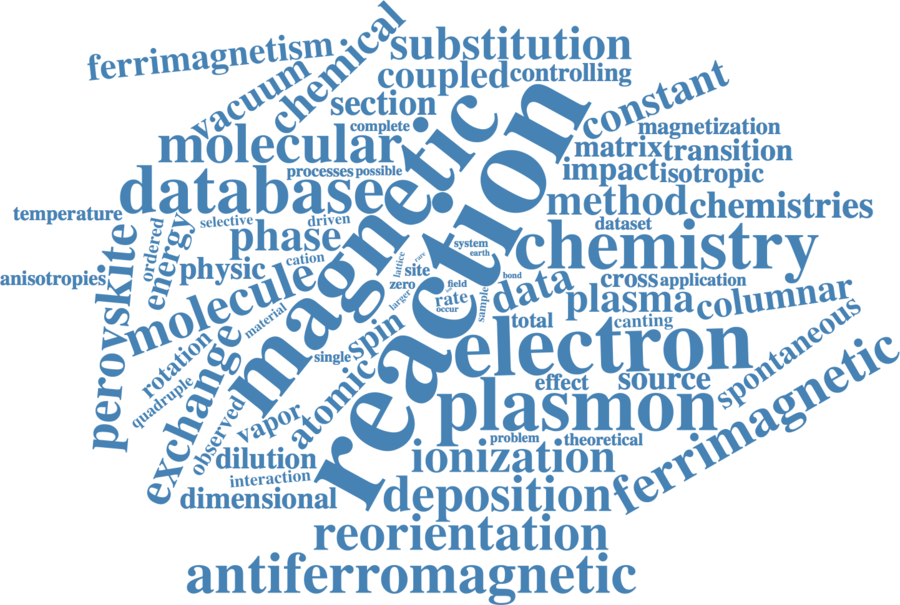 ferrimagnetism
vacuum
chemical
substitution
coupled
controlling
section
constant
molecular
complete
magnetic
reaction
magnetization
matrix
transition
processes
possible
impact
isotropic
database
method
chemistries
temperature
ordered
energy
selective
driven
dataset
phase
chemistry
system
earth
perovskite
anisotropies
physic
cation
lattice
rare
site
zero
field
bond
cross
application
molecule
data
plasma
columnar
larger
rate
occur
sample
material
exchange
rotation
quadruple
spin
single
total
canting
electron
spontaneous
atomic
effect
source
plasmon
ferrimagnetic
observed
vapor
problem
theoretical
dilution
interaction
ionization
dimensional
deposition
reorientation
antiferromagnetic